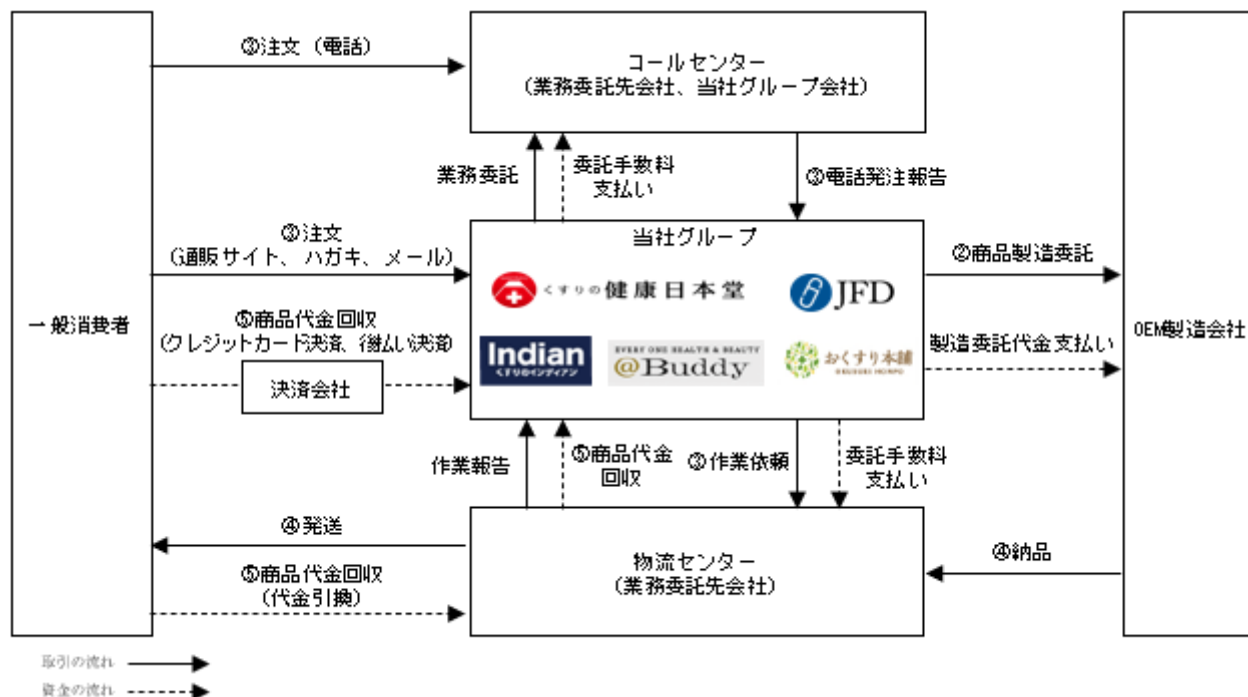 ③注文（電話）
コールセンター
（業務委託先会社、当社グループ会社）
業務委託
委託手数料
支払い
③電話発注報告
③注文
（通販サイト、ハガキ、メール）
当社グループ
②商品製造委託
くすりの健康日本堂
JFD
一般消費者
⑤商品代金回収
（クレジットカード決済、後払い決済）
Indian
くすりのインディアン
EVERY ONE HEALTH & BEAUTY
@Buddy
おくすり本舗
OKUSURI HONPO
製造委託代金支払い
OEM製造会社
決済会社
作業報告
⑤商品代金
回収
③作業依頼
委託手数料
支払い
④発送
物流センター
（業務委託先会社）
④納品
⑤商品代金回収
（代金引換）
取引の流れ
資金の流れ